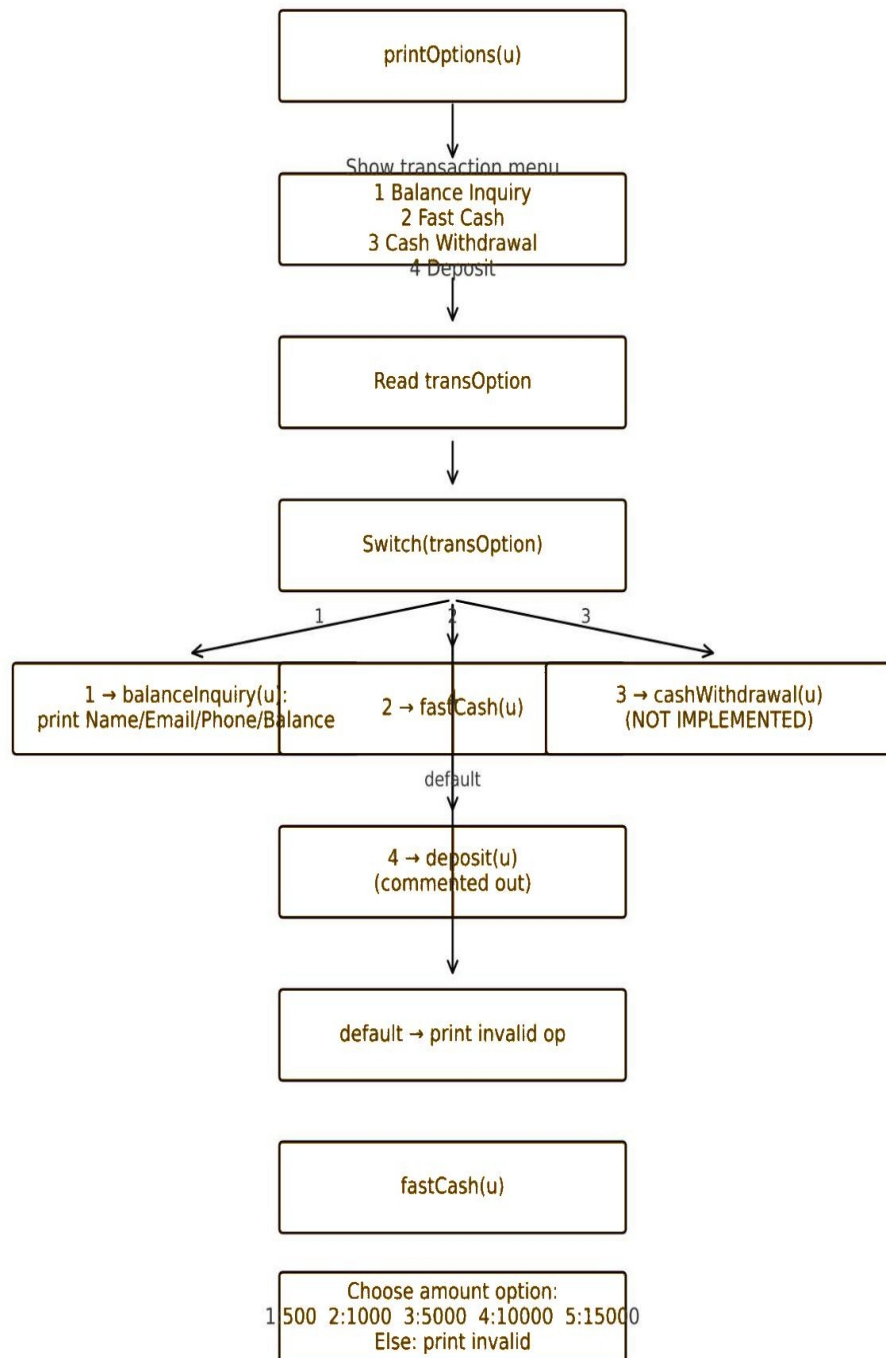 printOptions(u)
Show transaction menu
1 Balance Inquiry
2 Fast Cash
3 Cash Withdrawal
4 Deposit
Read transOption
Switch(transOption)
1
2
3
1 → balanceInquiry(u):
print Name/Email/Phone/Balance
4
2 → fastCash(u)
3 → cashWithdrawal(u)
(NOT IMPLEMENTED)
default
4 → deposit(u)
(commented out)
default → print invalid op
fastCash(u)
Choose amount option:
1:500 2:1000 3:5000 4:10000 5:15000
Else: print invalid